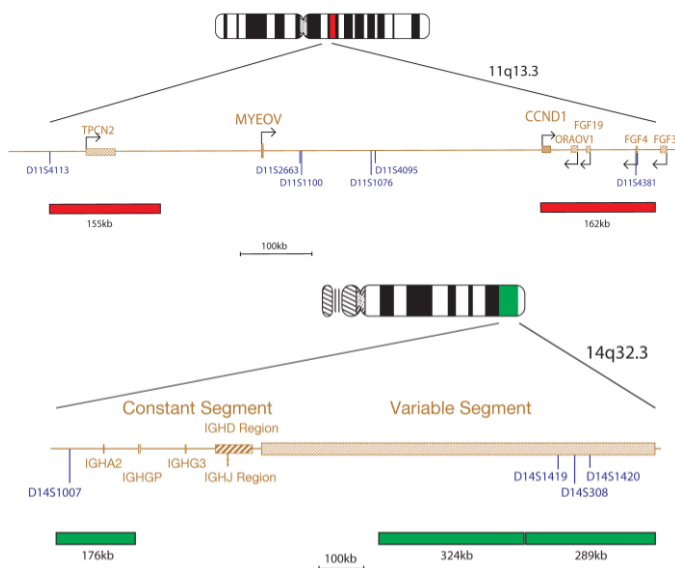 11q13.3
TPCN2
MYEOV
CCND1
FGF19
ORAOV1
FGF4
FGF3
D11S4113
D11S2663
D11S1100
D11S4095
D11S1076
D11S4381
155kb
162kb
100kb
14q32.3
Constant Segment
Variable Segment
IGHD Region
IGHA2
IGHGP
IGHG3
IGHJ Region
D14S1007
D14S1419
D14S1420
D14S308
176kb
324kb
289kb
100kb